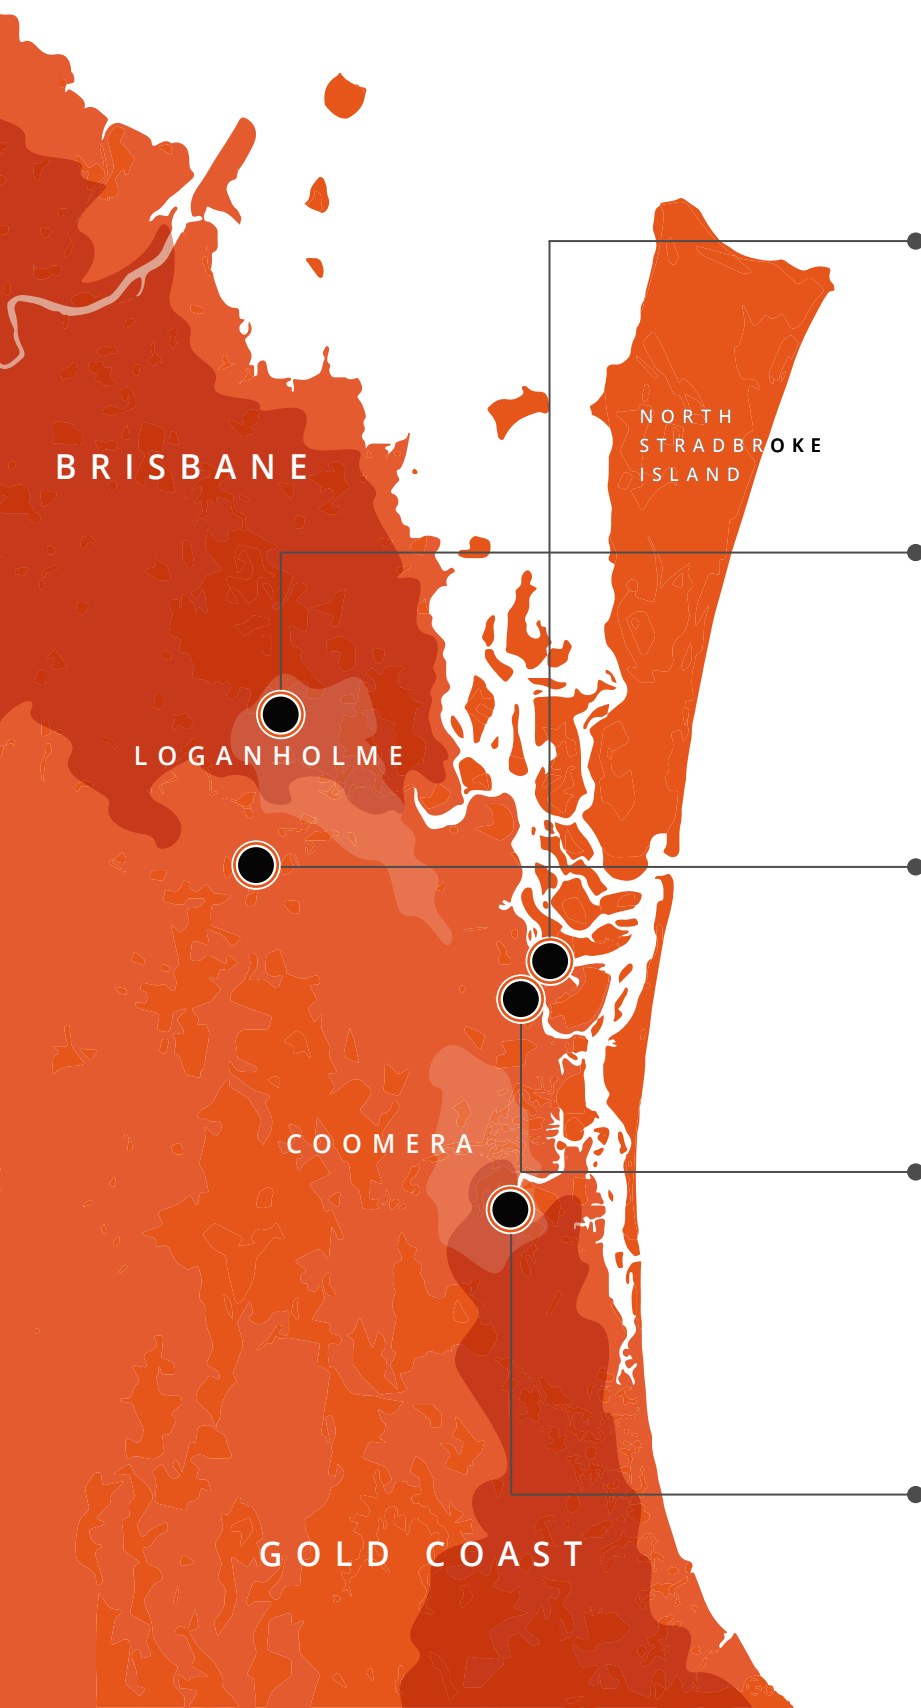 NORTH
STRADBROKE
ISLAND
BRISBANE
LOGANHOLME
COOMERA
GOLD COAST